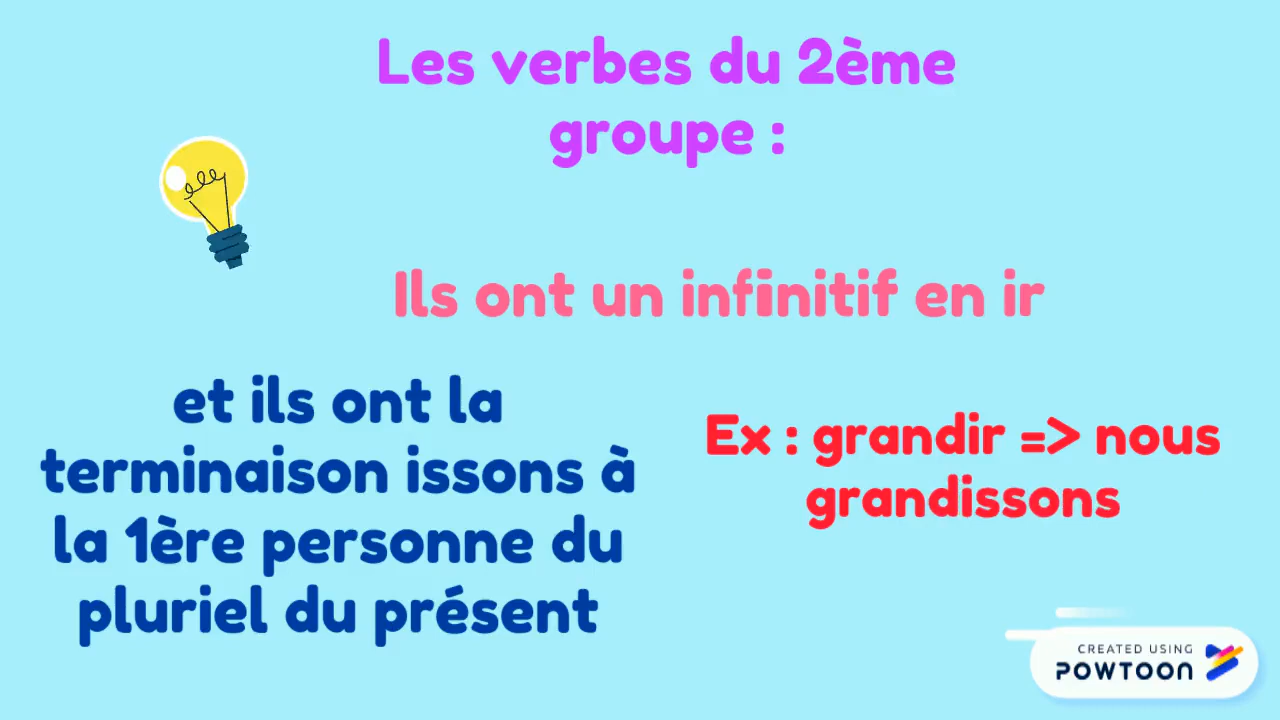 Les verbes du 2ème
groupe :
Ils ont un infinitif en ir
et ils ont la
terminaison issons à
la 1ère personne du
pluriel du présent
Ex : grandir => nous
grandissons
CREATED USING
POWTOON